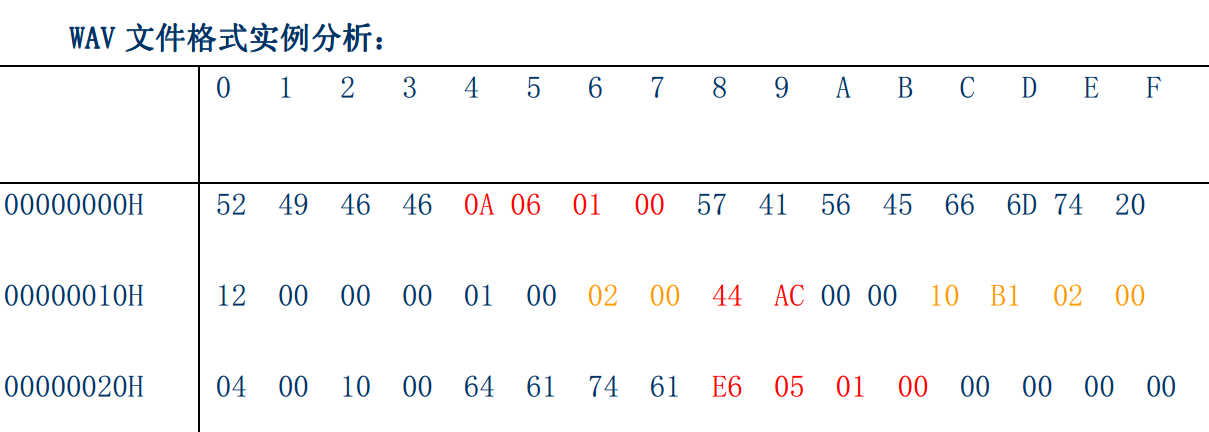 WAV 文件格式实例分析：
0 1 2 3 4 5 6 7 8 9 A B C D E F
00000000H 52 49 46 46 0A 06 01 00 57 41 56 45 66 6D 74 20
00000010H 12 00 00 00 01 00 02 00 44 AC 00 00 10 B1 02 00
00000020H 04 00 10 00 64 61 74 61 E6 05 01 00 00 00 00 00